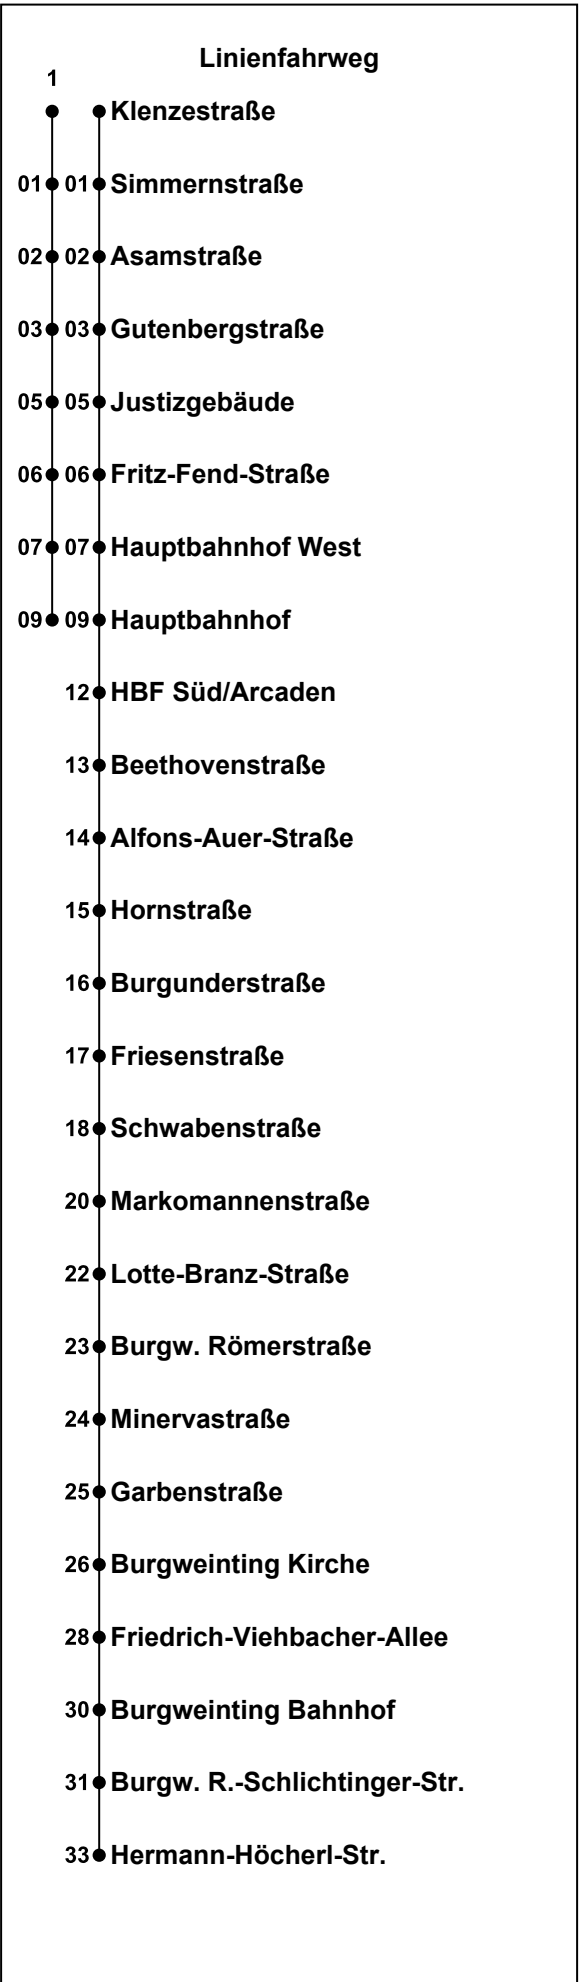 Linienfahrweg
1
Klenzestraße
01 01 Simmernstraße
02 02 Asamstraße
03 03 Gutenbergstraße
05 05 Justizgebäude
06 06 Fritz-Fend-Straße
07 07 Hauptbahnhof West
09 09 Hauptbahnhof
12 HBF Süd/Arcaden
13 Beethovenstraße
14 Alfons-Auer-Straße
15 Hornstraße
16 Burgunderstraße
17 Friesenstraße
18 Schwabenstraße
20 Markomannenstraße
22 Lotte-Branz-Straße
23 Burgw. Römerstraße
24 Minervastraße
25 Garbenstraße
26 Burgweinting Kirche
28 Friedrich-Viehbacher-Allee
30 Burgweinting Bahnhof
31 Burgw. R.-Schlichtinger-Str.
33 Hermann-Höcherl-Str.